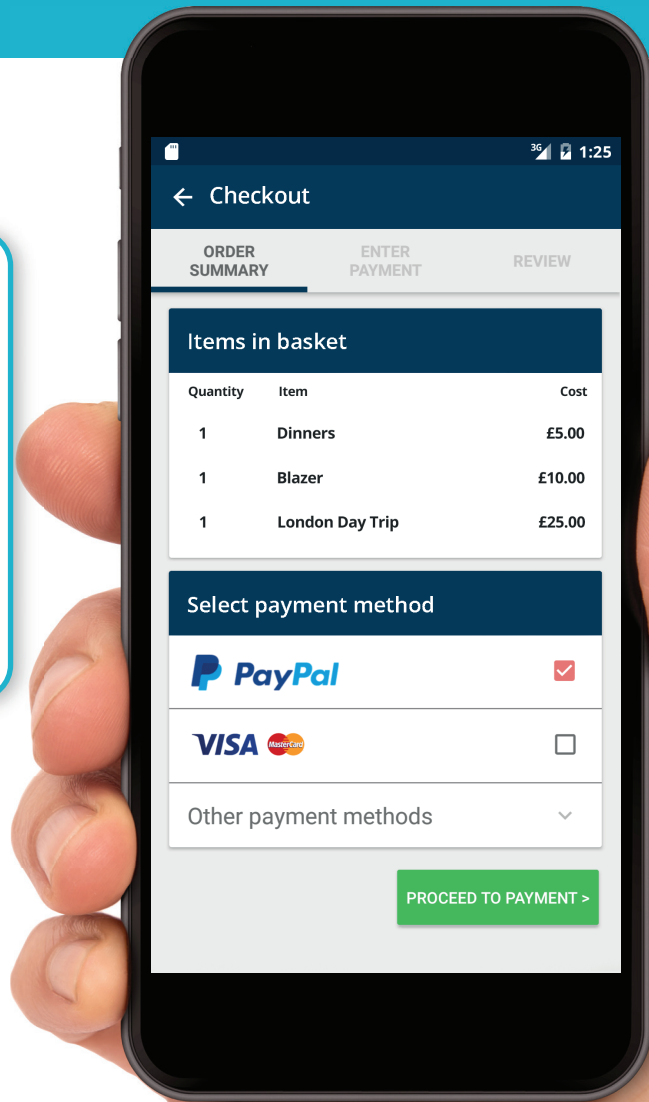 3G 1:25
← Checkout
ORDER SUMMARY
ENTER PAYMENT
REVIEW
Items in basket
Quantity Item Cost
1 Dinners £5.00
1 Blazer £10.00
1 London Day Trip £25.00
Select payment method
PayPal
VISA MasterCard
Other payment methods
PROCEED TO PAYMENT >